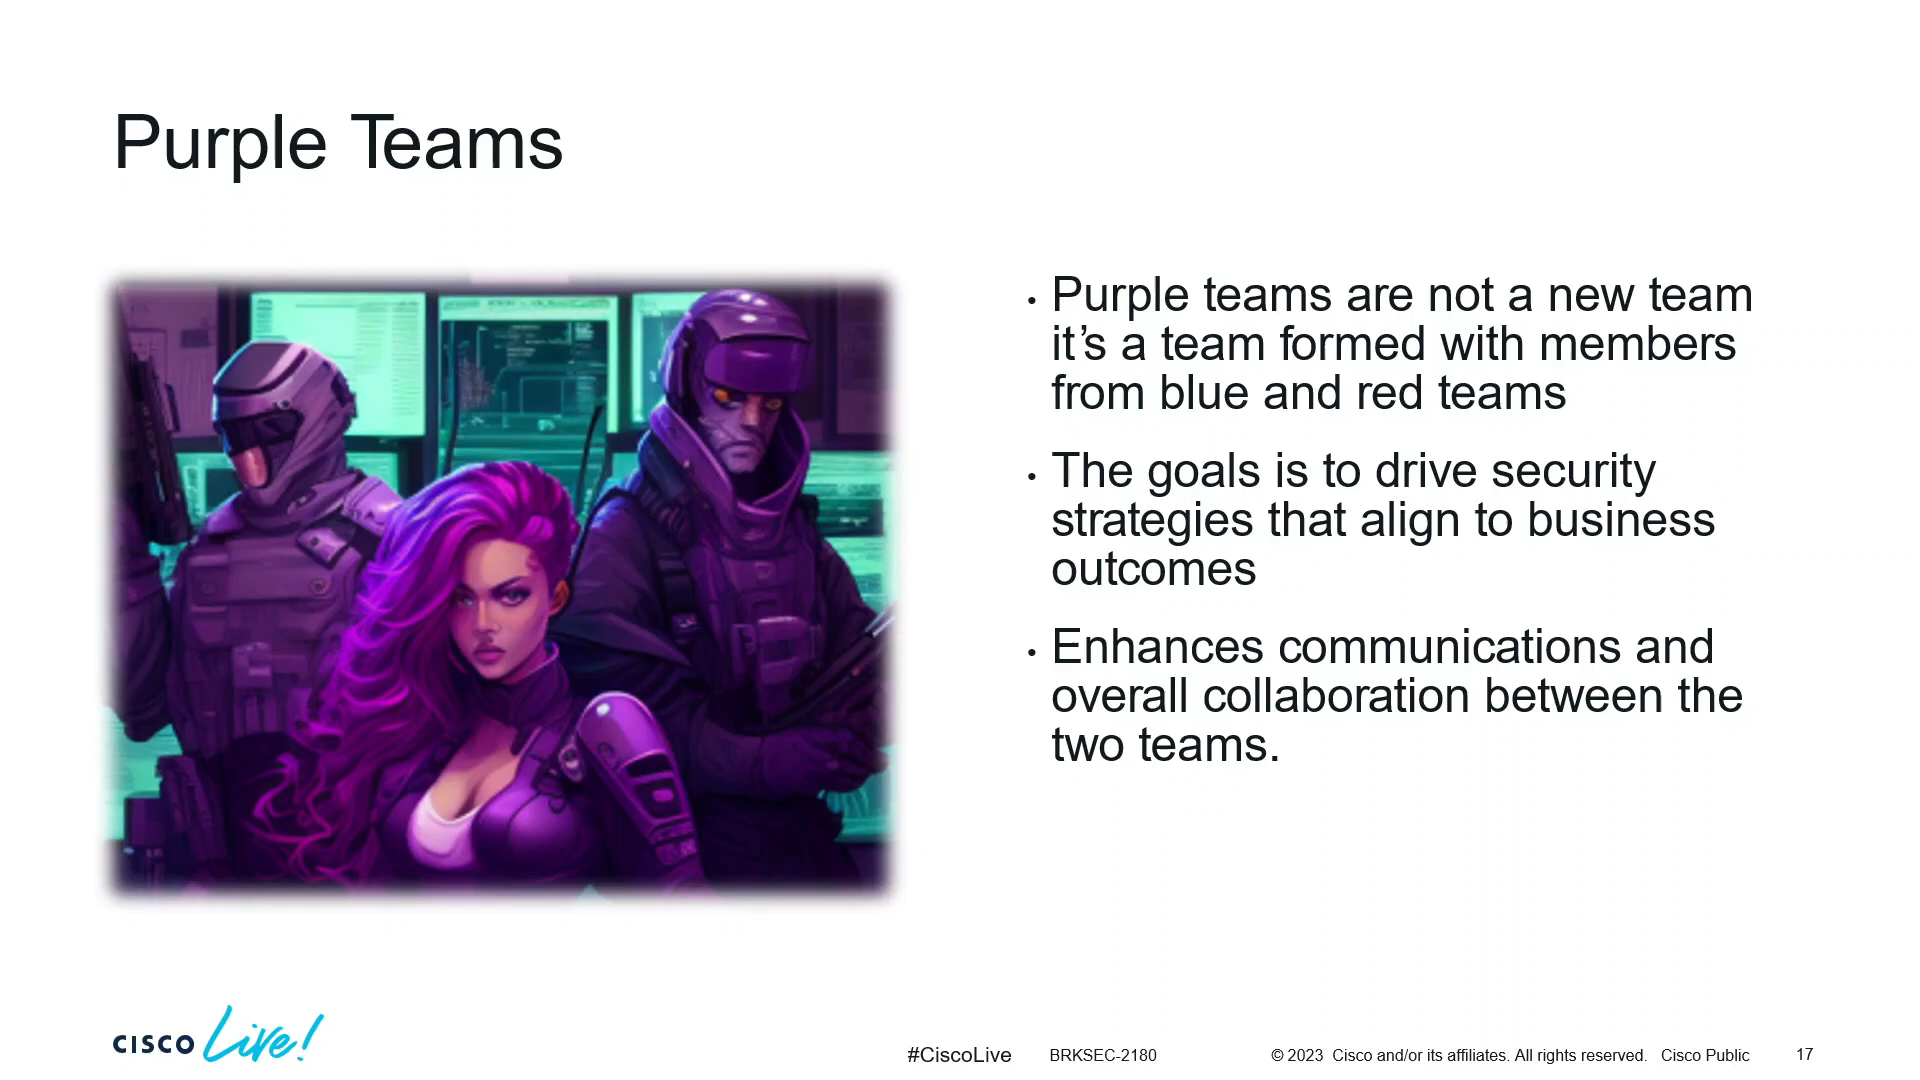 Purple Teams
• Purple teams are not a new team
it’s a team formed with members
from blue and red teams
• The goals is to drive security
strategies that align to business
outcomes
• Enhances communications and
overall collaboration between the
two teams.
CISCO Live!
#CiscoLive BRKSEC-2180 © 2023 Cisco and/or its affiliates. All rights reserved. Cisco Public 17